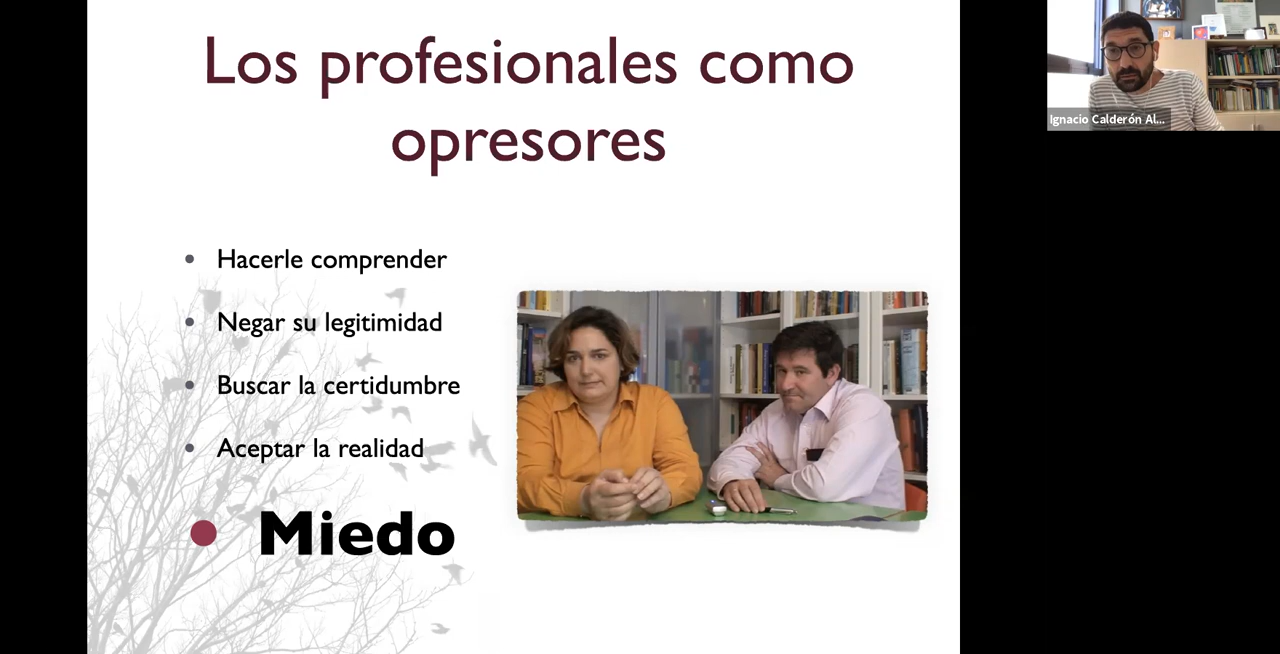 Los profesionales como
opresores
Ignacio Calderón Al...
• Hacerle comprender
• Negar su legitimidad
• Buscar la certidumbre
• Aceptar la realidad
• Miedo